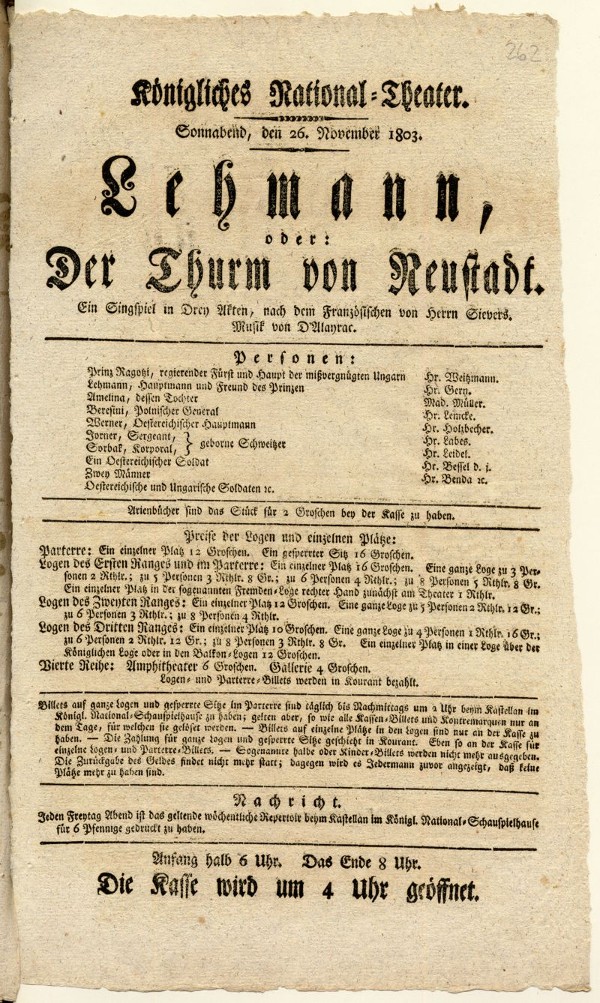 262
Königliches National-Theater.
Sonnabend, den 26. November 1803.
Lehmann,
oder:
Der Thurm von Neustadt.
Ein Singspiel in Drey Akten, nach dem Französischen von Herrn Sievers.
Musik von D'Alayrac.
Personen:
Prinz Ragotzi, regierender Fürst und Haupt der mißvergnügten Ungarn Hr. Weitzmann.
Lehmann, Hauptmann und Freund des Prinzen Hr. Gern.
Amelina, dessen Tochter Mad. Müller.
Beresini, Polnischer General Hr. Lemcke.
Werner, Oestereichischer Hauptmann Hr. Holzbecher.
Jorner, Sergeant, } geborne Schweitzer Hr. Labes.
Sorbak, Korporal, Hr. Leidel.
Ein Oestereichischer Soldat Hr. Bessel d. j.
Zwey Männer Hr. Benda ꝛc.
Oestereichische und Ungarische Soldaten ꝛc.
Arienbücher sind das Stück für 2 Groschen bey der Kasse zu haben.
Preise der Logen und einzelnen Plätze:
Parterre: Ein einzelner Platz 12 Groschen. Ein gesperrter Sitz 16 Groschen.
Logen des Ersten Ranges und im Parterre: Ein einzelner Platz 16 Groschen. Eine ganze Loge zu 3 Per-
sonen 2 Rthlr.; zu 5 Personen 3 Rthlr. 8 Gr.; zu 6 Personen 4 Rthlr.; zu 8 Personen 5 Rthlr. 8 Gr.
Ein einzelner Platz in der sogenannten Fremden-Loge rechter Hand zunächst am Theater 1 Rthlr.
Logen des Zweyten Ranges: Ein einzelner Platz 12 Groschen. Eine ganze Loge zu 5 Personen 2 Rthlr. 12 Gr.;
zu 6 Personen 3 Rthlr.; zu 8 Personen 4 Rthlr.
Logen des Dritten Ranges: Ein einzelner Platz 10 Groschen. Eine ganze Loge zu 4 Personen 1 Rthlr. 16 Gr.;
zu 6 Personen 2 Rthlr. 12 Gr.; zu 8 Personen 3 Rthlr. 8 Gr. Ein einzelner Platz in einer Loge über der
Königlichen Loge oder in den Balkon-Logen 12 Groschen.
Vierte Reihe: Amphitheater 6 Groschen. Gallerie 4 Groschen.
Logen- und Parterre-Billets werden in Kourant bezahlt.
Billets auf ganze Logen und gesperrte Sitze im Parterre sind täglich bis Nachmittags um 2 Uhr beym Kastellan im
Königl. National-Schauspielhause zu haben; gelten aber, so wie alle Kassen-Billets und Kontremarquen nur an
dem Tage, für welchen sie gelöset werden. — Billets auf einzelne Plätze in den Logen sind nur an der Kasse zu
haben. — Die Zahlung für ganze Logen und gesperrte Sitze geschieht in Kourant. Eben so an der Kasse für
einzelne Logen- und Parterre-Billets. — Sogenannte halbe oder Kinder-Billets werden nicht mehr ausgegeben.
Die Zurückgabe des Geldes findet nicht mehr statt; dagegen wird es Jedermann zuvor angezeigt, daß keine
Plätze mehr zu haben sind.
Nachricht.
Jeden Freytag Abend ist das geltende wöchentliche Repertoir beym Kastellan im Königl. National-Schauspielhause
für 6 Pfennige gedruckt zu haben.
Anfang halb 6 Uhr. Das Ende 8 Uhr.
Die Kasse wird um 4 Uhr geöffnet.